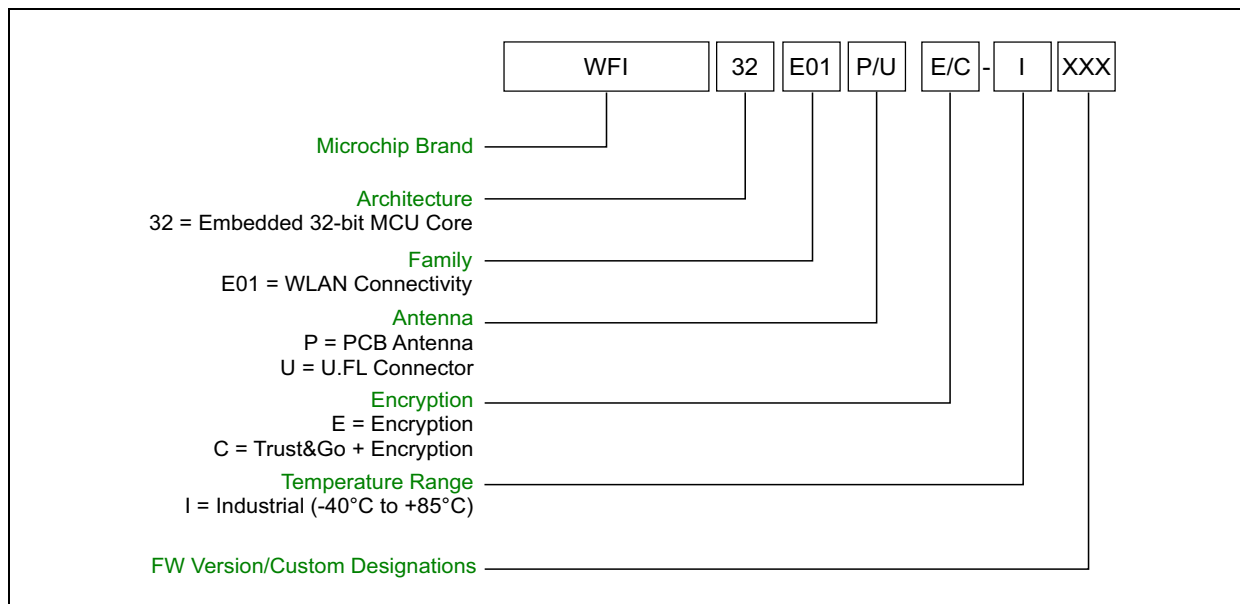 WFI 32 E01 P/U E/C - I XXX
Microchip Brand
Architecture
32 = Embedded 32-bit MCU Core
Family
E01 = WLAN Connectivity
Antenna
P = PCB Antenna
U = U.FL Connector
Encryption
E = Encryption
C = Trust&Go + Encryption
Temperature Range
I = Industrial (-40°C to +85°C)
FW Version/Custom Designations